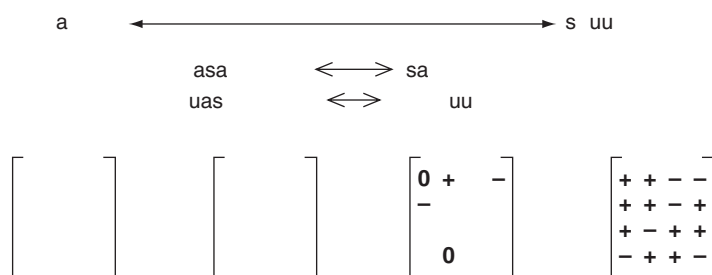 a s uu
asa sa
uas uu
0 + − + + − −
− + + − +
+ − + +
0 − + + −